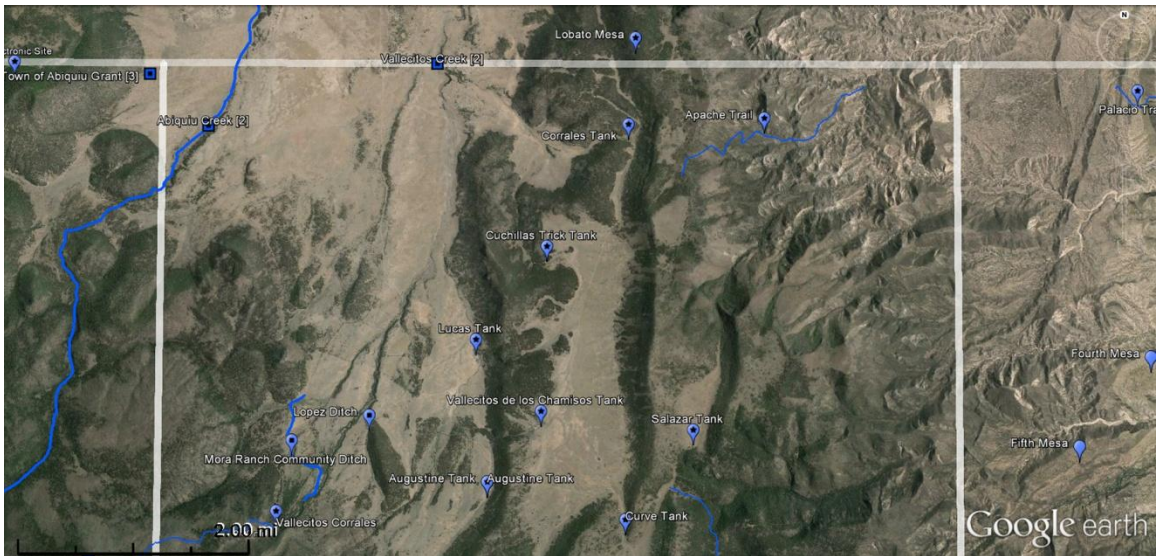 N
Lobato Mesa
ctronic Site
Vallecitos Creek [2]
Town of Abiquiu Grant [3]
Abiquiu Creek [2]
Corrales Tank
Apache Trail
Palacio Tra
Cuchillas Trick Tank
Lucas Tank
Fourth Mesa
Vallecitos de los Chamisos Tank
Lopez Ditch
Salazar Tank
Fifth Mesa
Mora Ranch Community Ditch
Augustine Tank
Augustine Tank
Vallecitos Corrales
Curve Tank
2.00 mi
Google earth